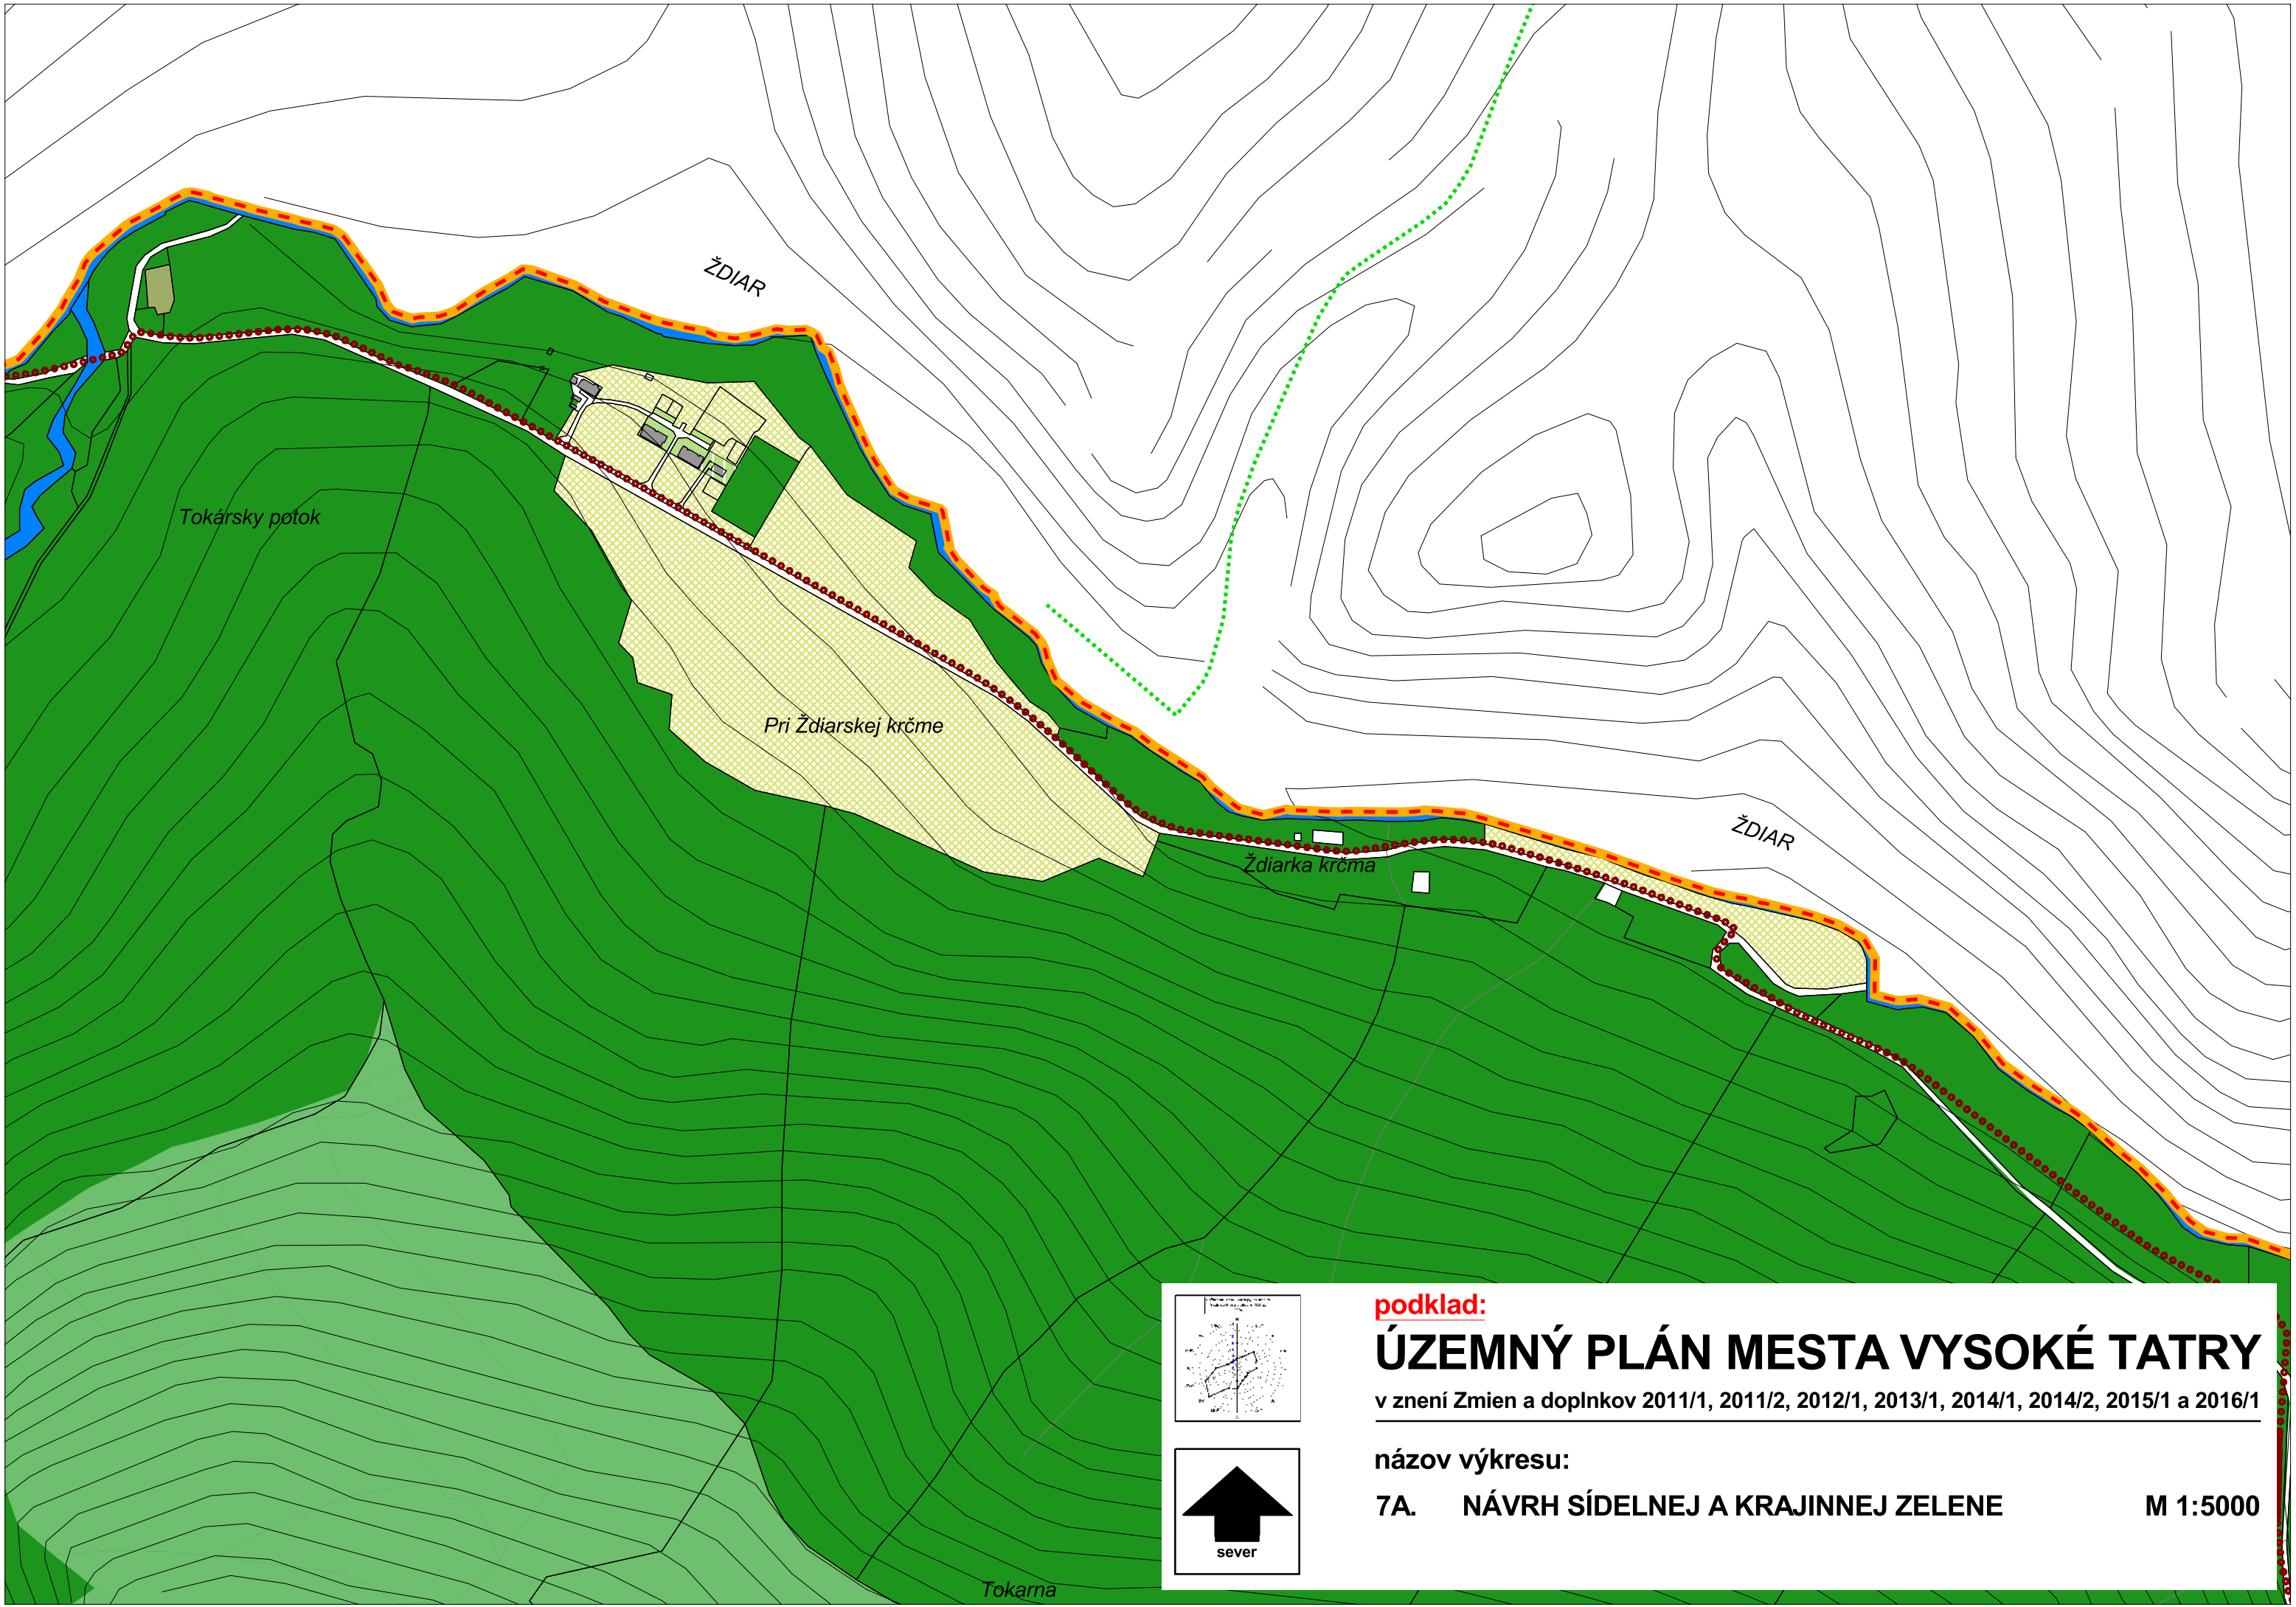 ŽDIAR
Tokársky potok
Pri Ždiarskej krčme
ŽDIAR
Ždiarka krčma
Tokarna
podklad:
ÚZEMNÝ PLÁN MESTA VYSOKÉ TATRY
v znení Zmien a doplnkov 2011/1, 2011/2, 2012/1, 2013/1, 2014/1, 2014/2, 2015/1 a 2016/1
názov výkresu:
7A. NÁVRH SÍDELNEJ A KRAJINNEJ ZELENE M 1:5000
sever